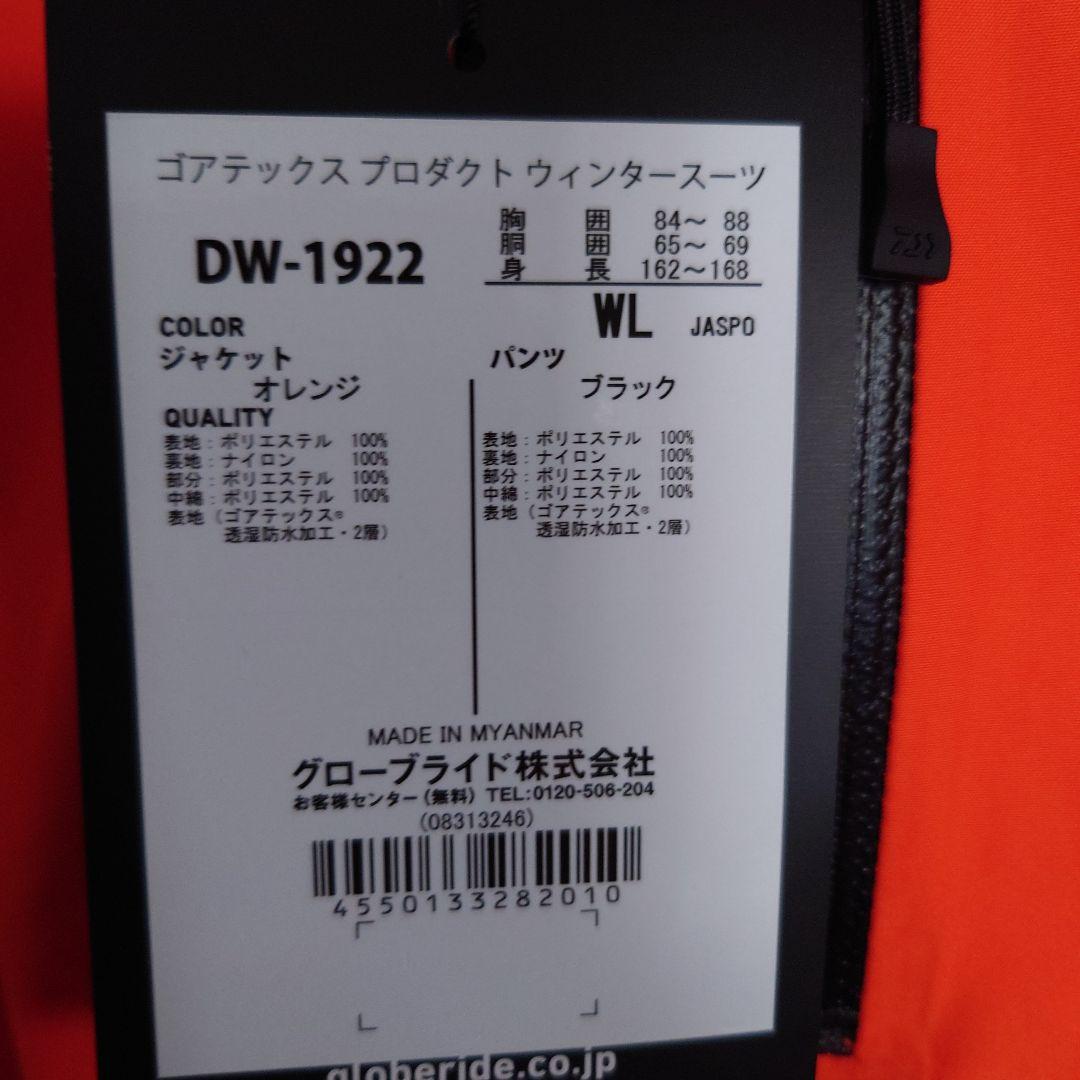 ゴアテックス プロダクト ウィンタースーツ
DW-1922
胸囲 84～ 88
胴囲 65～ 69
身長 162～168
WL JASPO
COLOR
ジャケット
オレンジ
QUALITY
表地：ポリエステル 100%
裏地：ナイロン 100%
部分：ポリエステル 100%
中綿：ポリエステル 100%
表地（ゴアテックス®
透湿防水加工・2層）
パンツ
ブラック
表地：ポリエステル 100%
裏地：ナイロン 100%
部分：ポリエステル 100%
中綿：ポリエステル 100%
表地（ゴアテックス®
透湿防水加工・2層）
MADE IN MYANMAR
グローブライド株式会社
お客様センター（無料）TEL:0120-506-204
(08313246)
4550133282010
globeride.co.jp